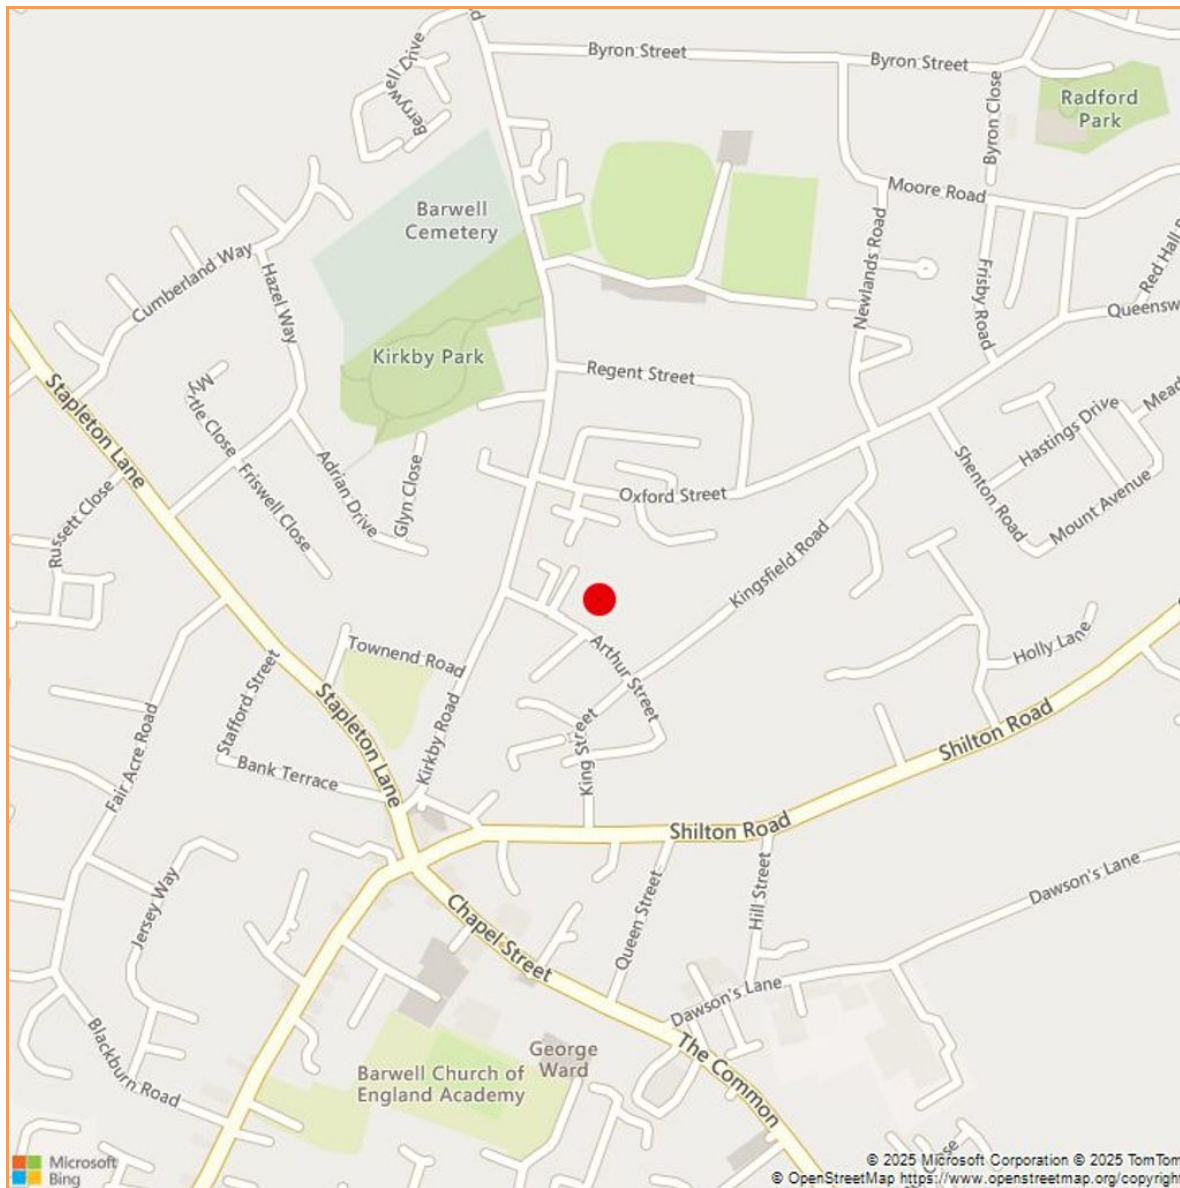 Byron Street
Byron Street
Berrywell Drive
Radford
Park
Byron Close
Moore Road
Barwell
Cemetery
Newlands Road
Cumberland Way
Hazel Way
Frisby Road
Queensw
Kirkby Park
Regent Street
Stapleton Lane
Myrtle Close
Hastings Drive
Mead
Adrian Drive
Glyn Close
Friswell Close
Shenton Road
Mount Avenue
Oxford Street
Russett Close
Kingsfield Road
Townend Road
Arthur Street
Holly Lane
Stafford Street
Stapleton Lane
Kirkby Road
King Street
Shilton Road
Fair Acre Road
Bank Terrace
Shilton Road
Jersey Way
Chapel Street
Queen Street
Hill Street
Dawson's Lane
Dawson's Lane
Blackburn Road
George
Ward
The Common
Barwell Church of
England Academy
Close
Microsoft
Bing
© 2025 Microsoft Corporation © 2025 TomTom
© OpenStreetMap https://www.openstreetmap.org/copyright